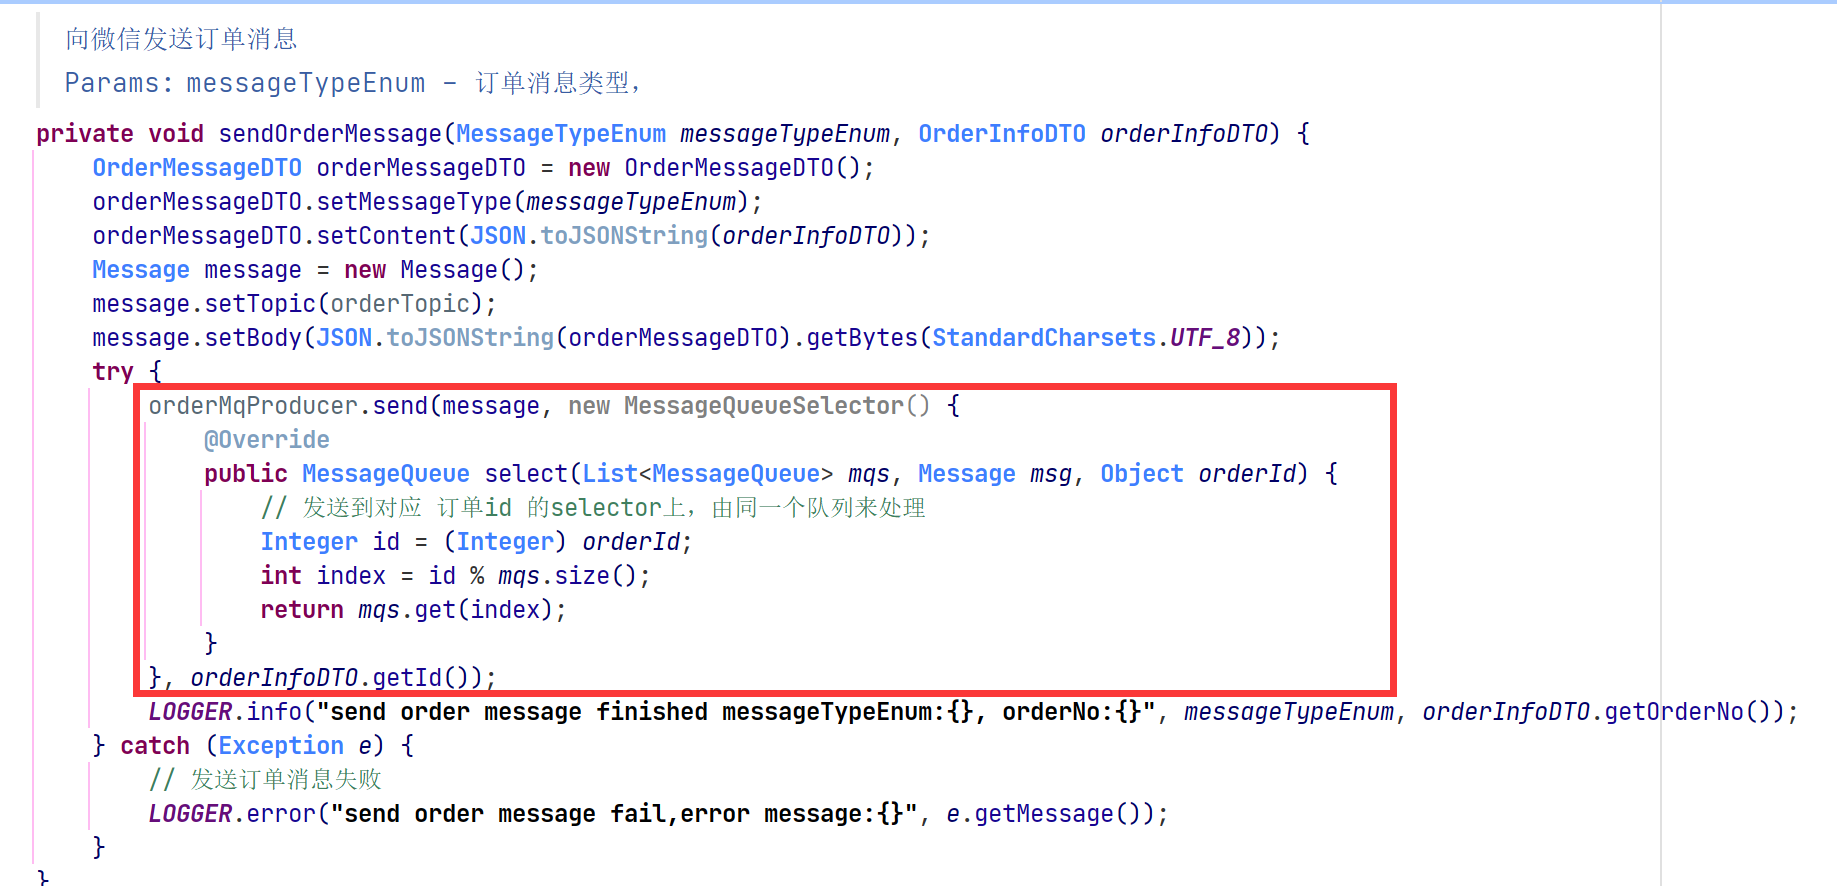 向微信发送订单消息
Params: messageTypeEnum – 订单消息类型，
private void sendOrderMessage(MessageTypeEnum messageTypeEnum, OrderInfoDTO orderInfoDTO) {
OrderMessageDTO orderMessageDTO = new OrderMessageDTO();
orderMessageDTO.setMessageType(messageTypeEnum);
orderMessageDTO.setContent(JSON.toJSONString(orderInfoDTO));
Message message = new Message();
message.setTopic(orderTopic);
message.setBody(JSON.toJSONString(orderMessageDTO).getBytes(StandardCharsets.UTF_8));
try {
orderMqProducer.send(message, new MessageQueueSelector() {
@Override
public MessageQueue select(List<MessageQueue> mqs, Message msg, Object orderId) {
// 发送到对应 订单id 的selector上，由同一个队列来处理
Integer id = (Integer) orderId;
int index = id % mqs.size();
return mqs.get(index);
}
}, orderInfoDTO.getId());
LOGGER.info("send order message finished messageTypeEnum:{}, orderNo:{}", messageTypeEnum, orderInfoDTO.getOrderNo());
} catch (Exception e) {
// 发送订单消息失败
LOGGER.error("send order message fail,error message:{}", e.getMessage());
}
}